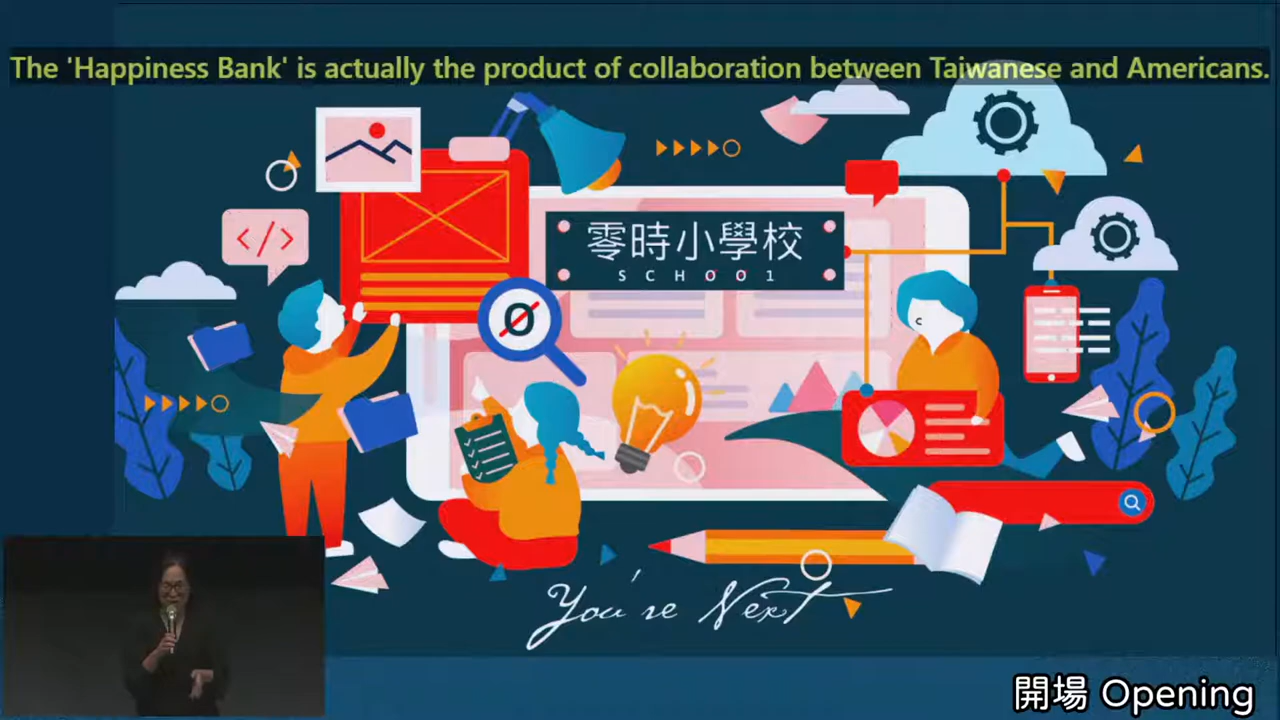 The 'Happiness Bank' is actually the product of collaboration between Taiwanese and Americans.
</>
零時小學校
SCHOO1
Ø
You're Next
開場 Opening